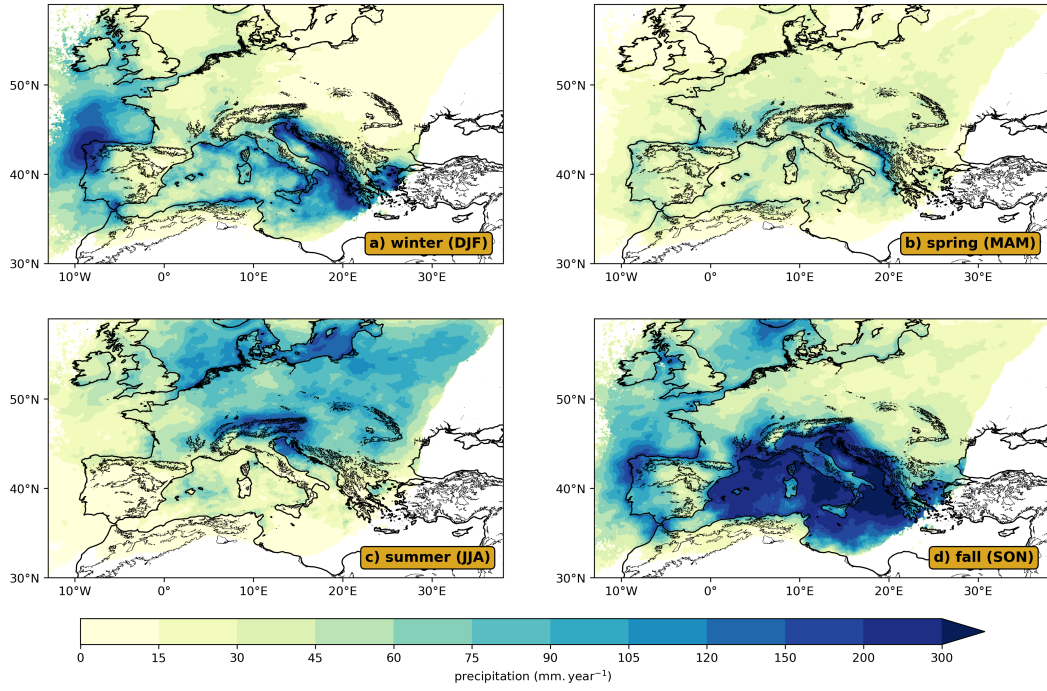 50°N
40°N
30°N
10°W 0° 10°E 20°E 30°E
a) winter (DJF)
10°W 0° 10°E 20°E 30°E
50°N
40°N
30°N
b) spring (MAM)
50°N
40°N
30°N
10°W 0° 10°E 20°E 30°E
c) summer (JJA)
50°N
40°N
30°N
10°W 0° 10°E 20°E 30°E
d) fall (SON)
0 15 30 45 60 75 90 105 120 150 200 300
precipitation (mm. year⁻¹)